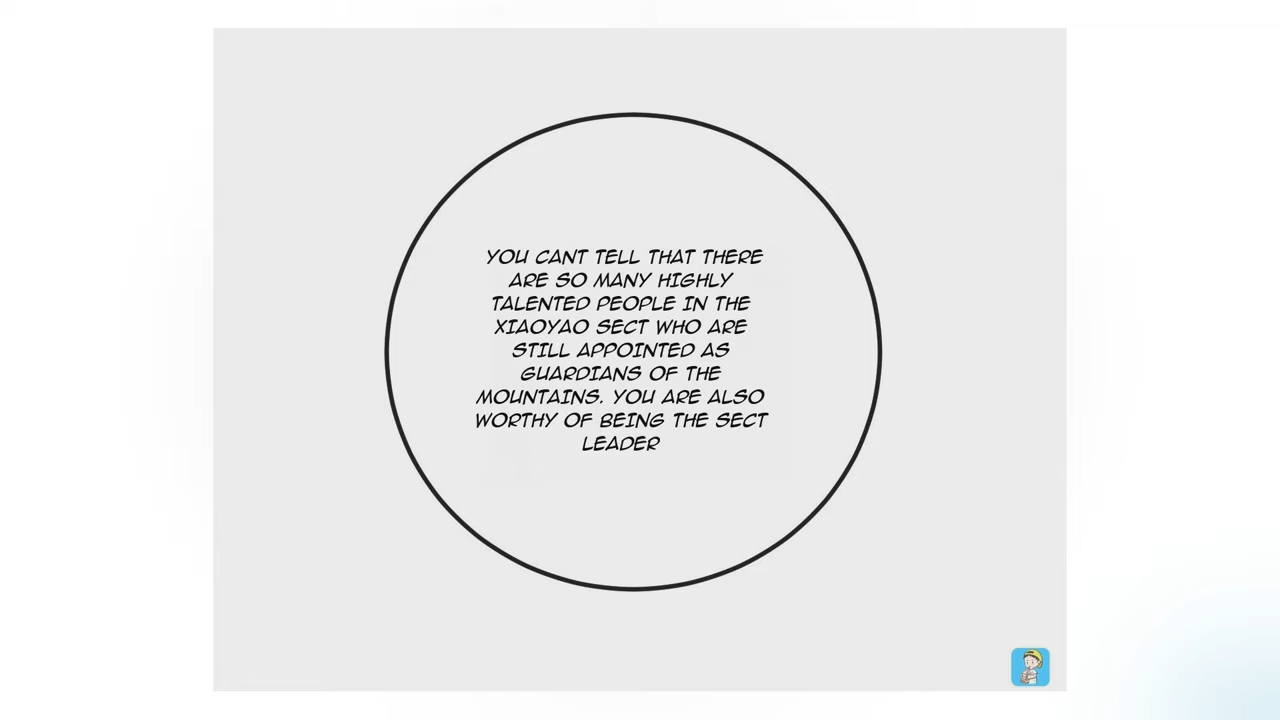 YOU CANT TELL THAT THERE
ARE SO MANY HIGHLY
TALENTED PEOPLE IN THE
XIAOYAO SECT WHO ARE
STILL APPOINTED AS
GUARDIANS OF THE
MOUNTAINS. YOU ARE ALSO
WORTHY OF BEING THE SECT
LEADER